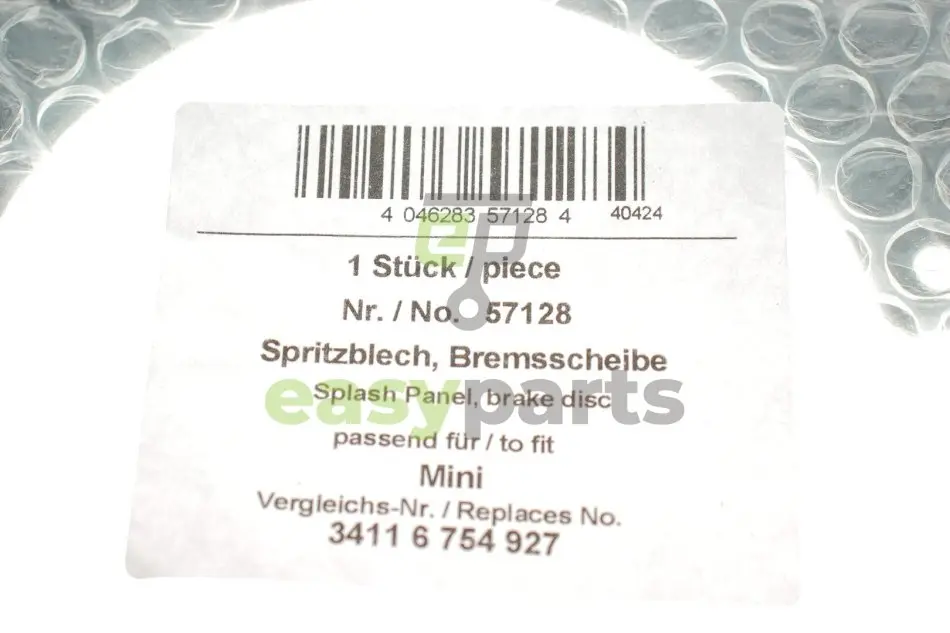 4 046283 57128 4 40424
1 Stück / piece
Nr. / No. 57128
Spritzblech, Bremsscheibe
Splash Panel, brake disc
easyparts
passend für / to fit
Mini
Vergleichs-Nr. / Replaces No.
3411 6 754 927